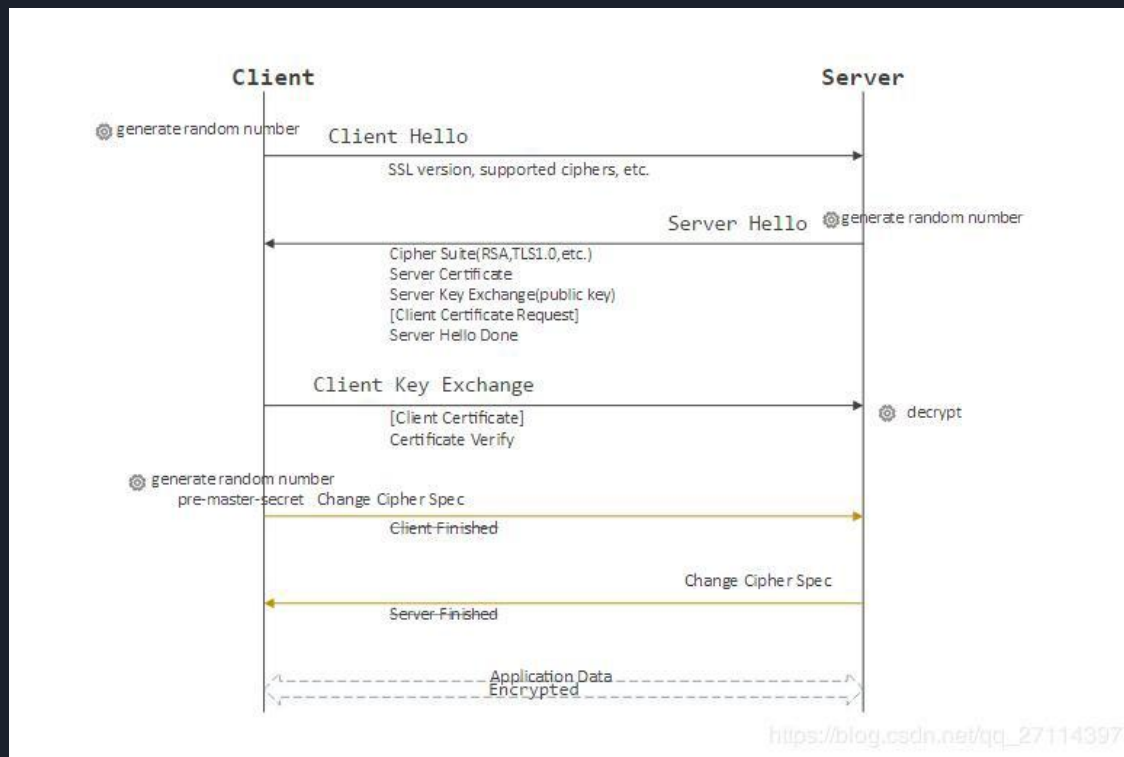 Client
Server
generate random number
Client Hello
SSL version, supported ciphers, etc.
Server Hello
generate random number
Cipher Suite(RSA,TLS1.0,etc.)
Server Certificate
Server Key Exchange(public key)
[Client Certificate Request]
Server Hello Done
Client Key Exchange
[Client Certificate]
Certificate Verify
decrypt
generate random number
pre-master-secret
Change Cipher Spec
Client Finished
Change Cipher Spec
Server Finished
Application Data
Encrypted
https://blog.csdn.net/qq_27114397